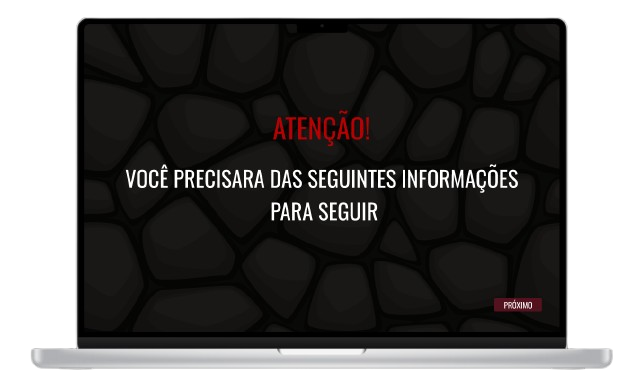 ATENÇÃO!
VOCÊ PRECISARA DAS SEGUINTES INFORMAÇÕES
PARA SEGUIR
PRÓXIMO